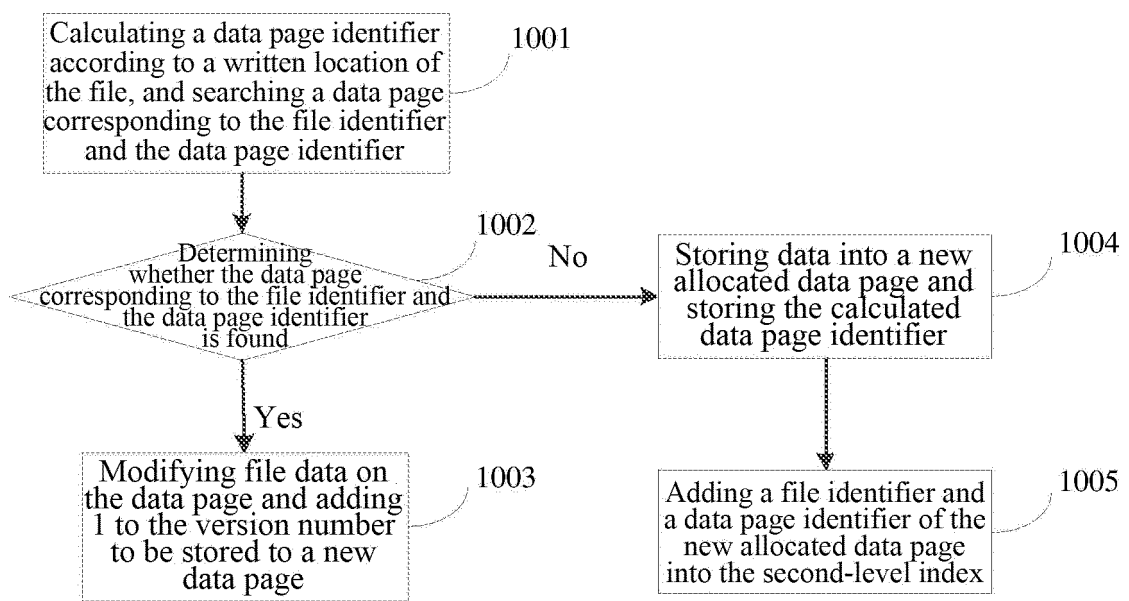 Calculating a data page identifier
according to a written location of
the file, and searching a data page
corresponding to the file identifier
and the data page identifier
1001
Determining
whether the data page
corresponding to the file identifier and
the data page identifier
is found
1002
No
Storing data into a new
allocated data page and
storing the calculated
data page identifier
1004
Yes
Modifying file data on
the data page and adding
1 to the version number
to be stored to a new
data page
1003
Adding a file identifier and
a data page identifier of the
new allocated data page
into the second-level index
1005